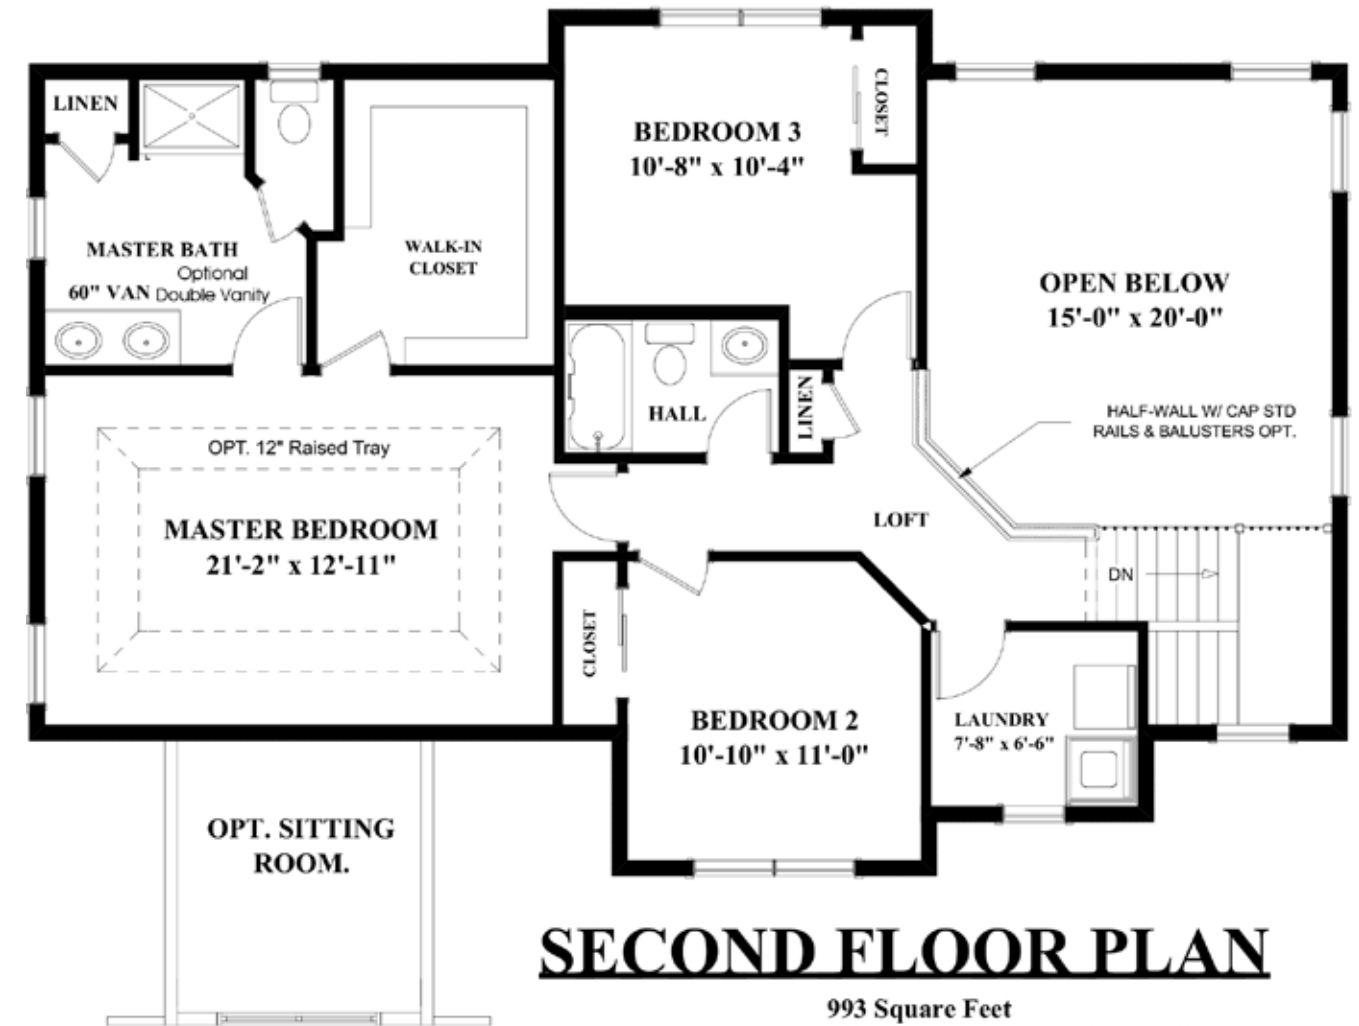 LINEN
MASTER BATH
Optional
60" VAN Double Vanity
WALK-IN
CLOSET
BEDROOM 3
10'-8" x 10'-4"
CLOSET
OPEN BELOW
15'-0" x 20'-0"
HALF-WALL W/ CAP STD
RAILS & BALUSTERS OPT.
HALL
LINEN
OPT. 12" Raised Tray
MASTER BEDROOM
21'-2" x 12'-11"
LOFT
DN
CLOSET
BEDROOM 2
10'-10" x 11'-0"
LAUNDRY
7'-8" x 6'-6"
OPT. SITTING
ROOM.
SECOND FLOOR PLAN
993 Square Feet